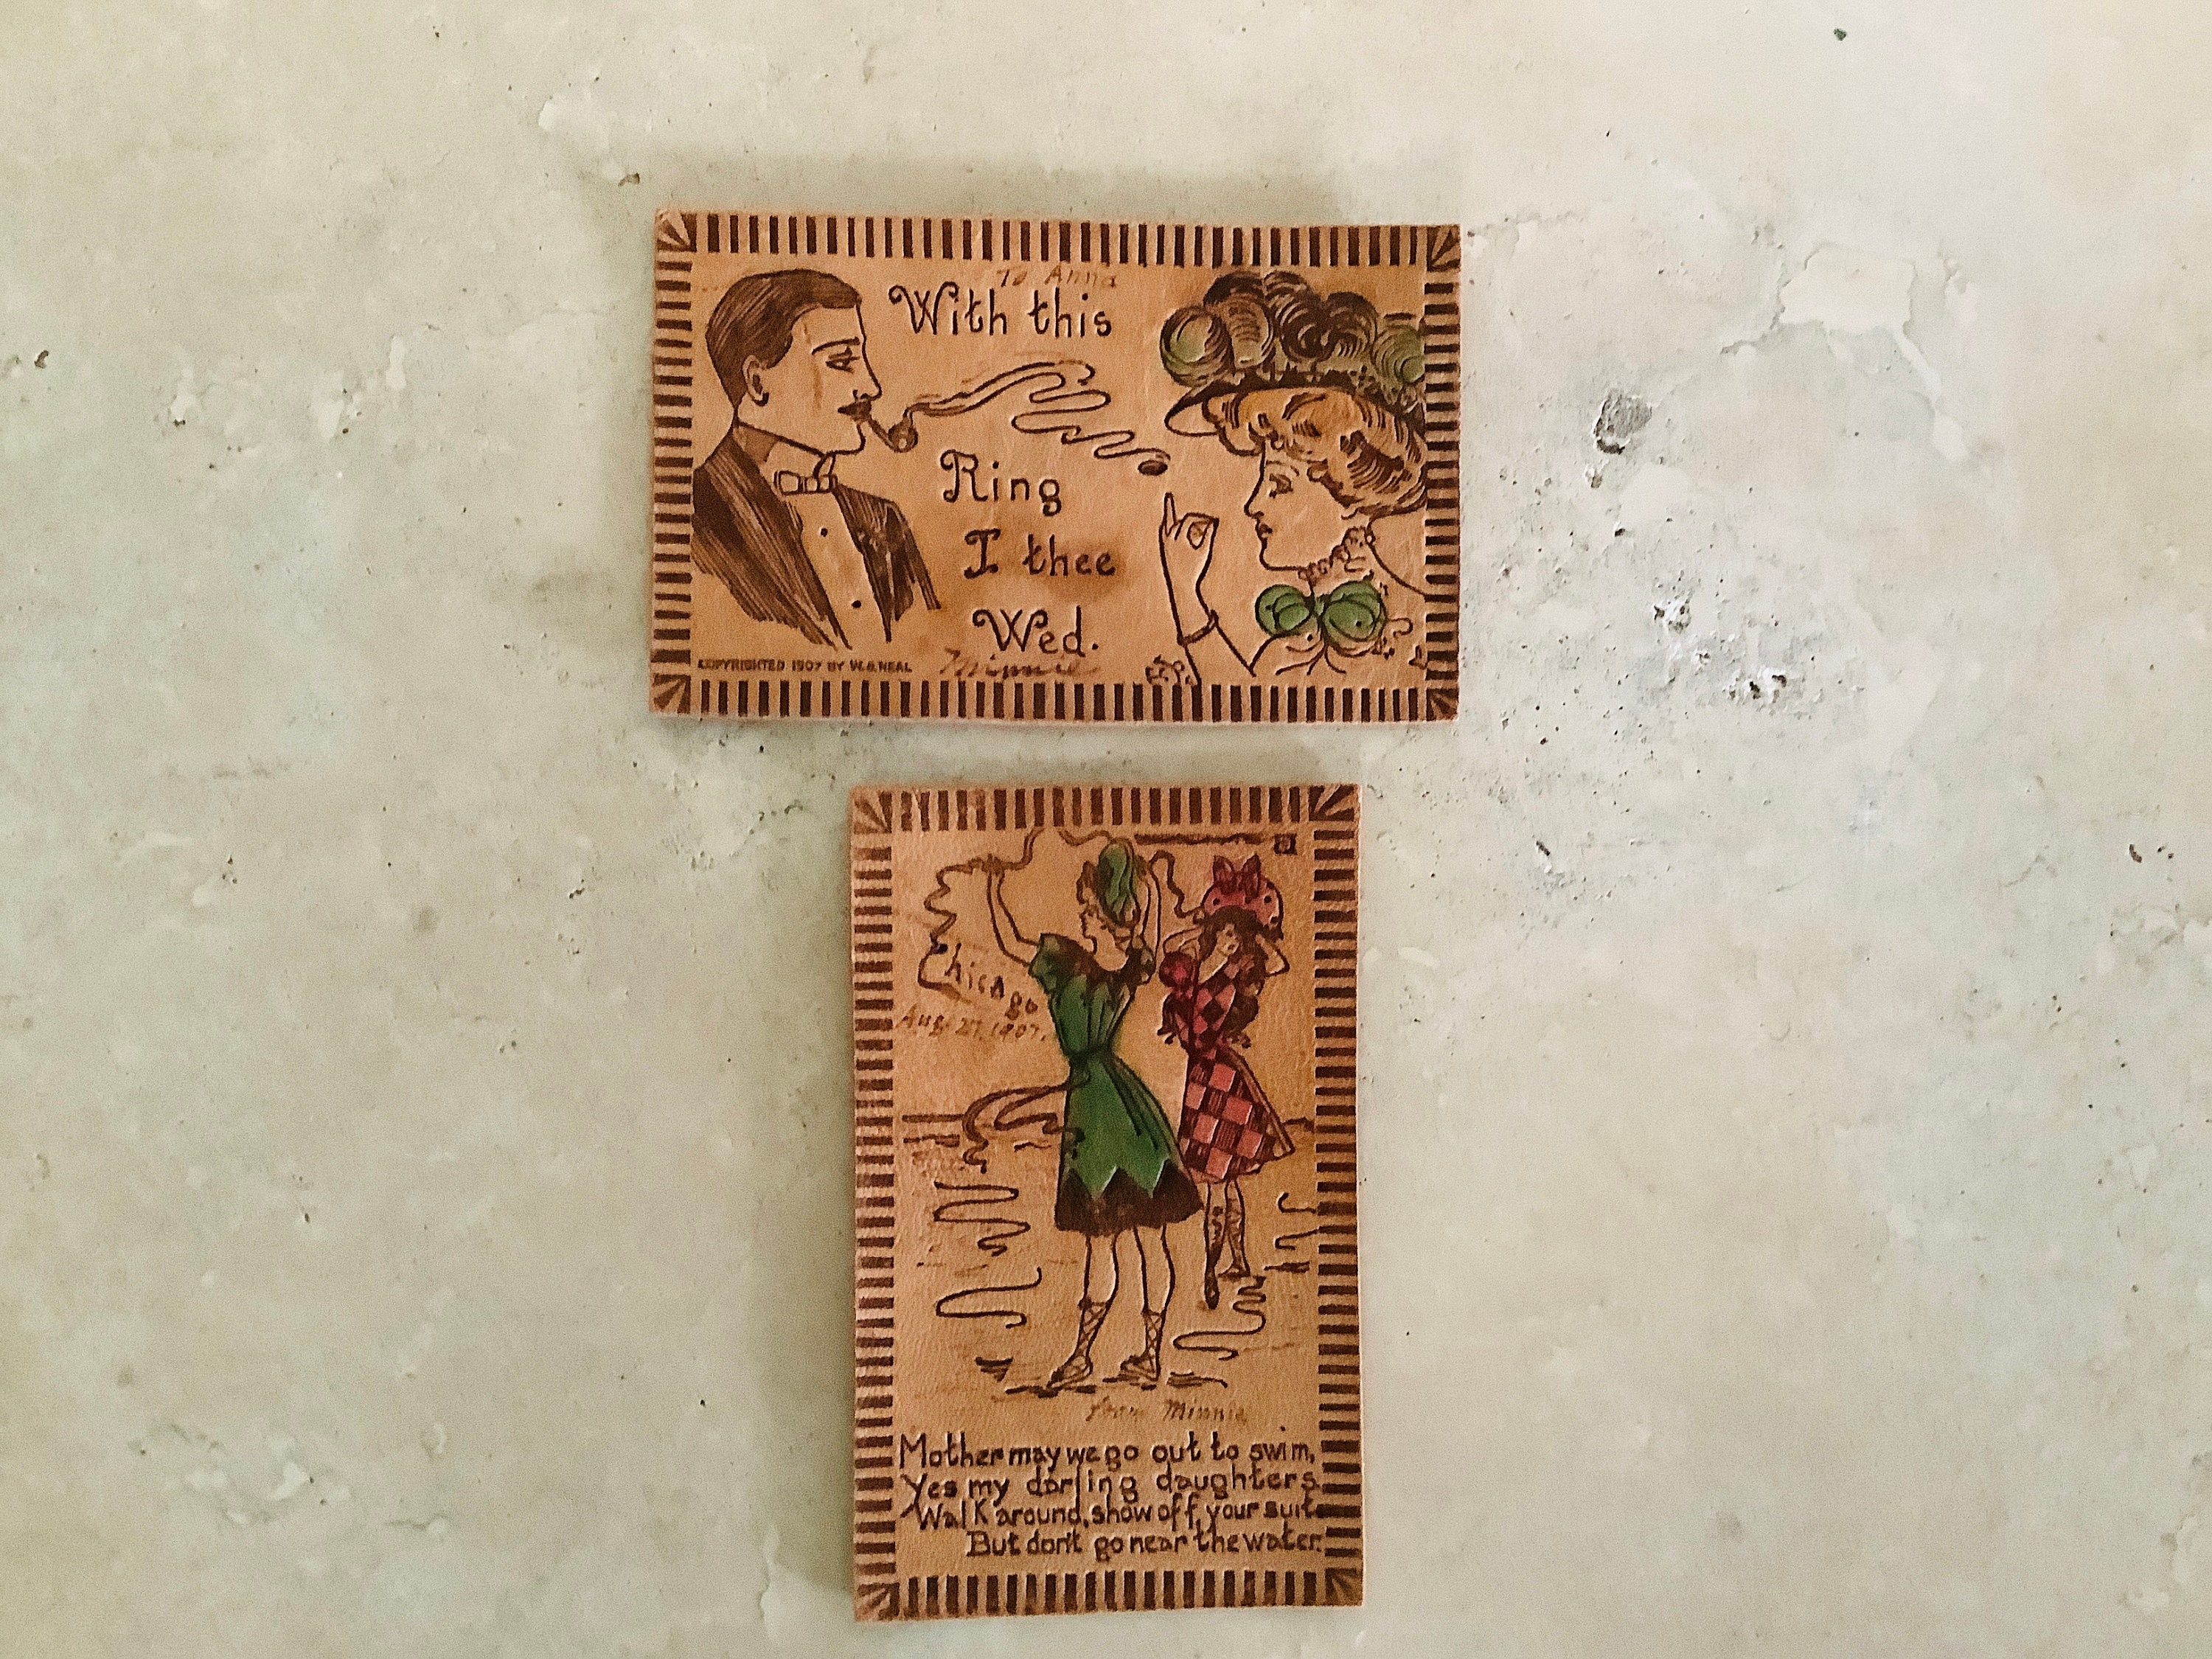 To Anna
With this
Ring
I thee
Wed.
COPYRIGHTED 1907 BY W.S.NEAL
Minnie
Chicago
Aug. 27, 1907.
from Minnie
Mother may we go out to swim,
Yes my darling daughters.
Walk around, show off, your suits
But don't go near the water.